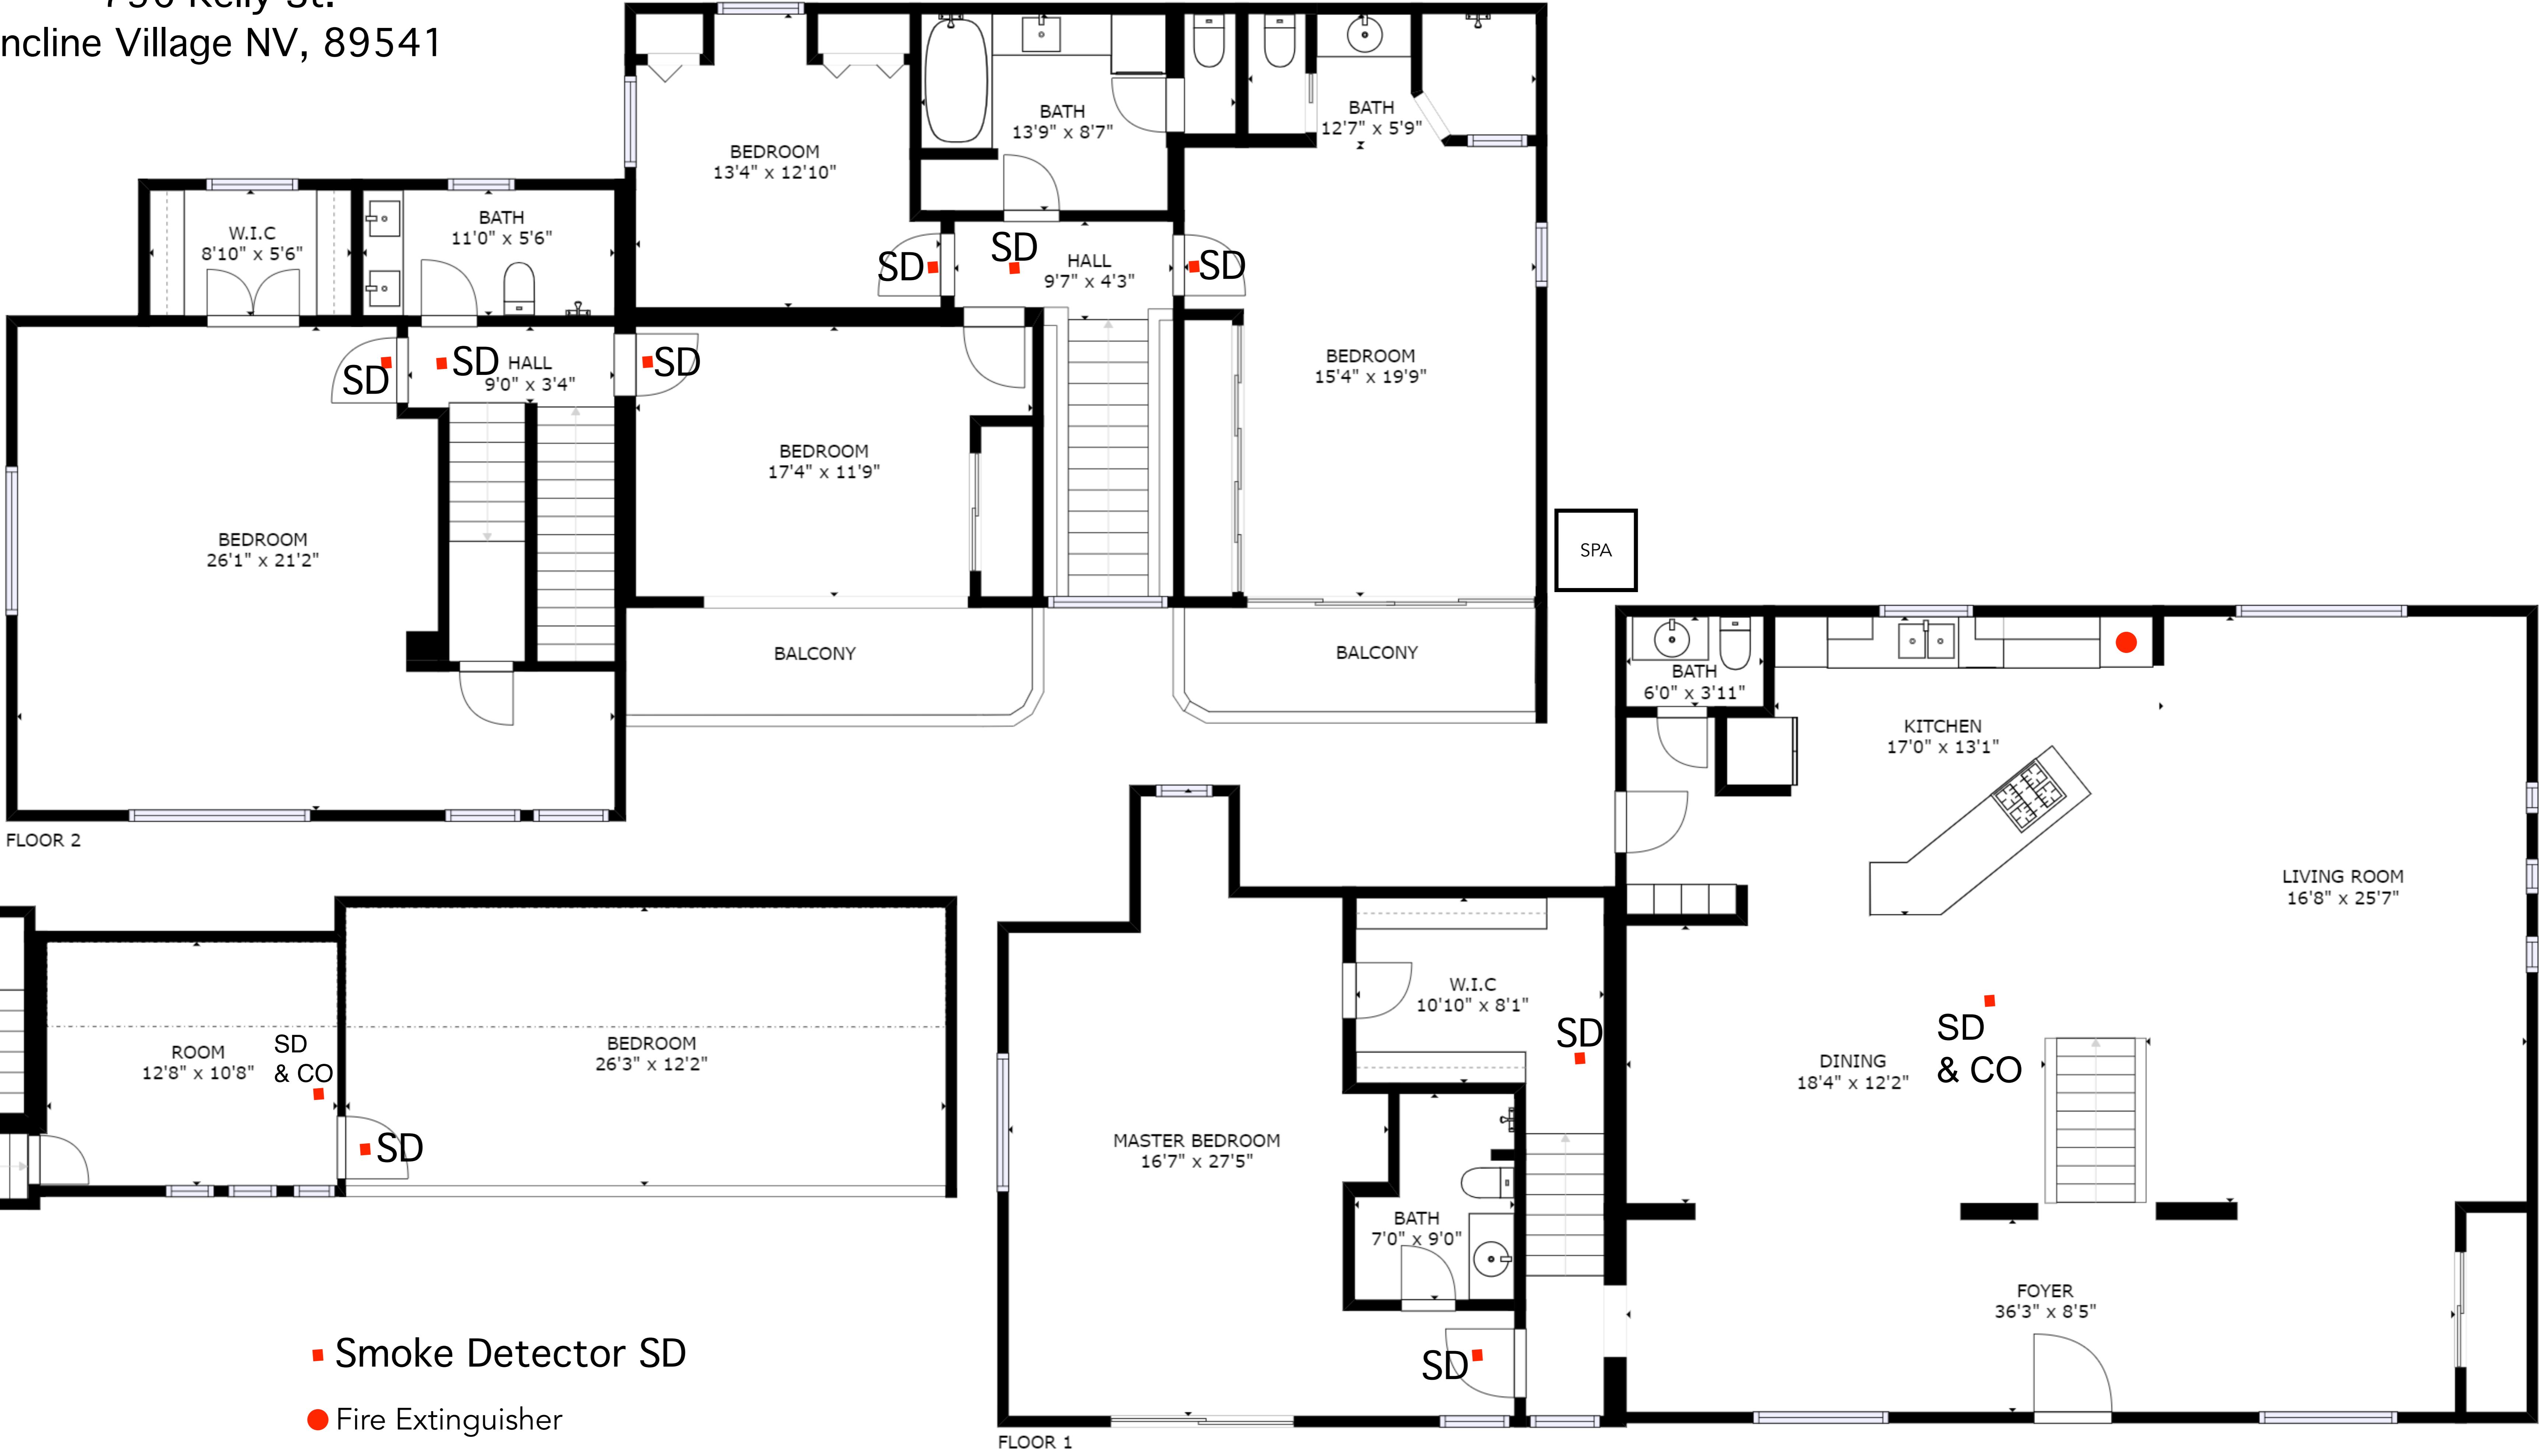 Kelly St.
ncline Village NV, 89541
BEDROOM
13'4" x 12'10"
BATH
13'9" x 8'7"
BATH
12'7" x 5'9"
W.I.C
8'10" x 5'6"
BATH
11'0" x 5'6"
SD
SD
HALL
9'7" x 4'3"
SD
SD
SD
HALL
9'0" x 3'4"
SD
BEDROOM
15'4" x 19'9"
BEDROOM
17'4" x 11'9"
BEDROOM
26'1" x 21'2"
SPA
BALCONY
BALCONY
FLOOR 2
BATH
6'0" x 3'11"
KITCHEN
17'0" x 13'1"
LIVING ROOM
16'8" x 25'7"
W.I.C
10'10" x 8'1"
SD
SD
& CO
DINING
18'4" x 12'2"
ROOM
12'8" x 10'8"
SD
& CO
BEDROOM
26'3" x 12'2"
SD
MASTER BEDROOM
16'7" x 27'5"
BATH
7'0" x 9'0"
FOYER
36'3" x 8'5"
SD
Smoke Detector SD
Fire Extinguisher
FLOOR 1